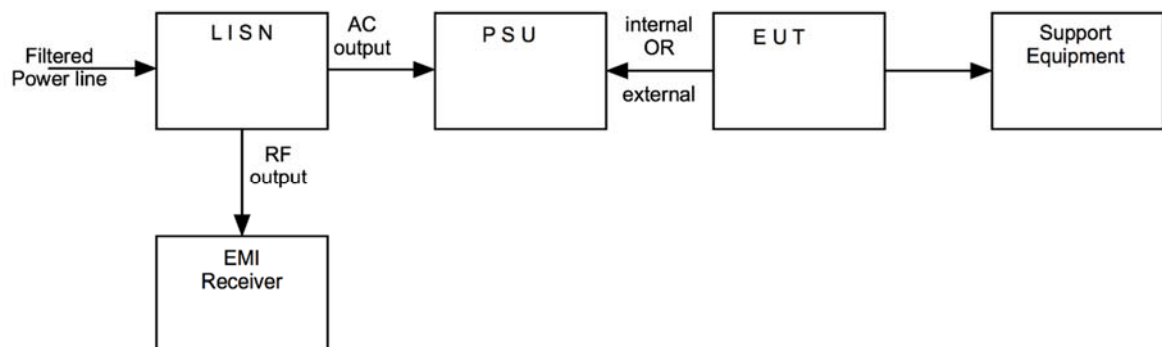 Filtered
Power line
L I S N
AC
output
P S U
internal
OR
external
E U T
Support
Equipment
RF
output
EMI
Receiver